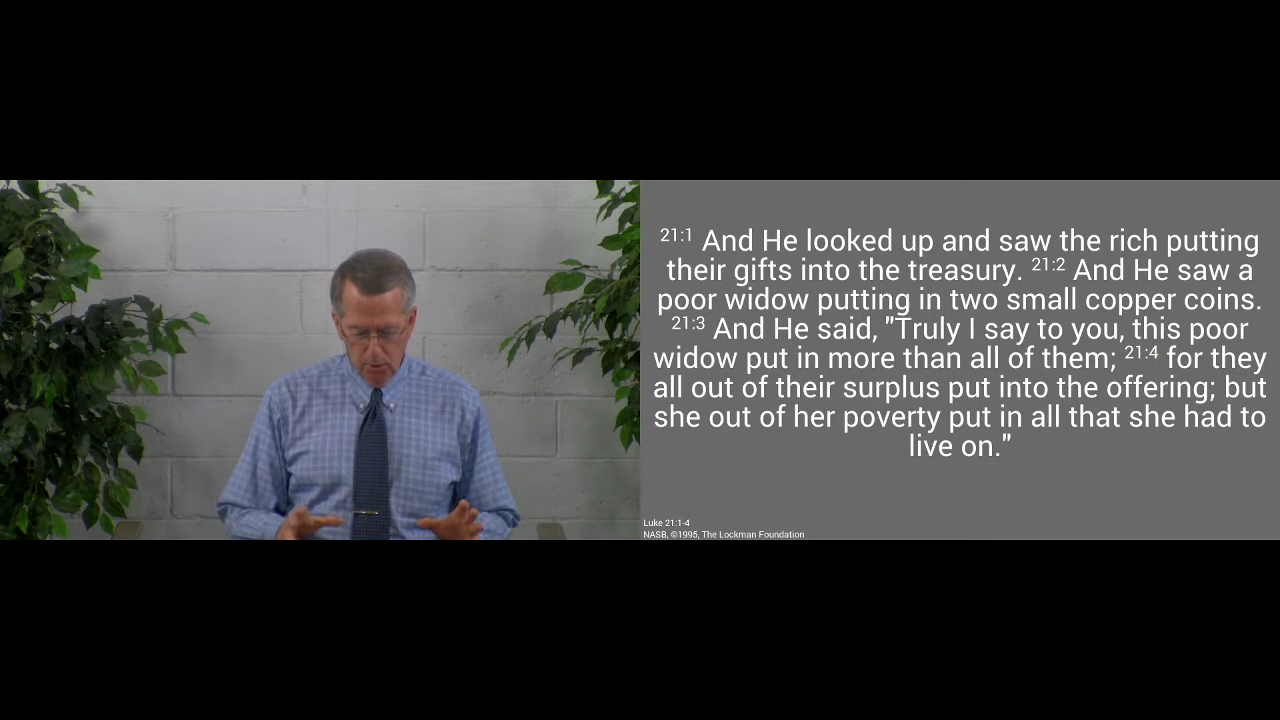 21:1 And He looked up and saw the rich putting
their gifts into the treasury. 21:2 And He saw a
poor widow putting in two small copper coins.
21:3 And He said, "Truly I say to you, this poor
widow put in more than all of them; 21:4 for they
all out of their surplus put into the offering; but
she out of her poverty put in all that she had to
live on."
Luke 21:1-4
NASB, ©1995, The Lockman Foundation